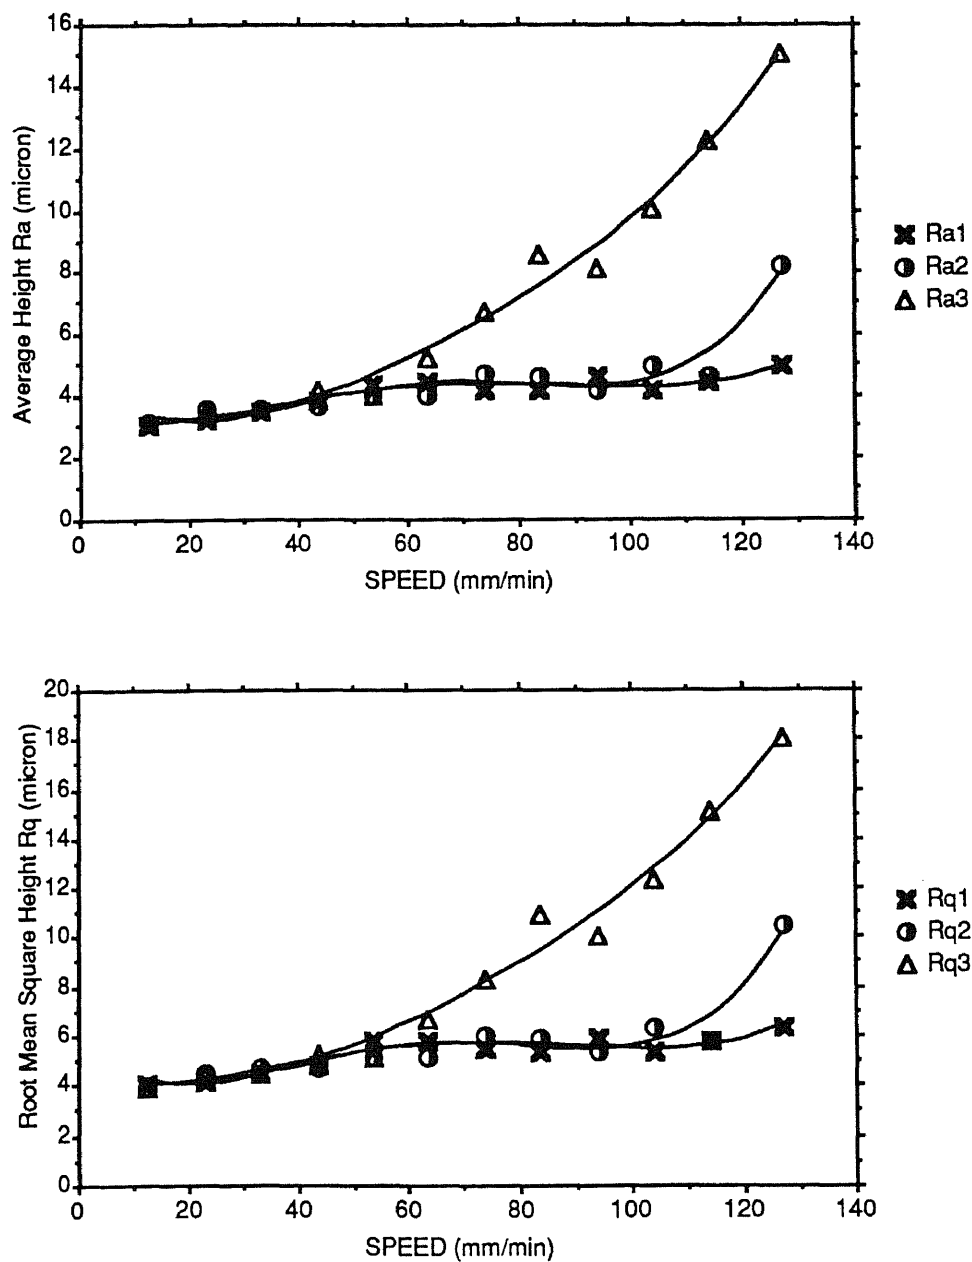 16
14
12
10
8
6
4
2
0
Average Height Ra (micron)
0 20 40 60 80 100 120 140
SPEED (mm/min)
Ra1
Ra2
Ra3
20
18
16
14
12
10
8
6
4
2
0
Root Mean Square Height Rq (micron)
0 20 40 60 80 100 120 140
SPEED (mm/min)
Rq1
Rq2
Rq3